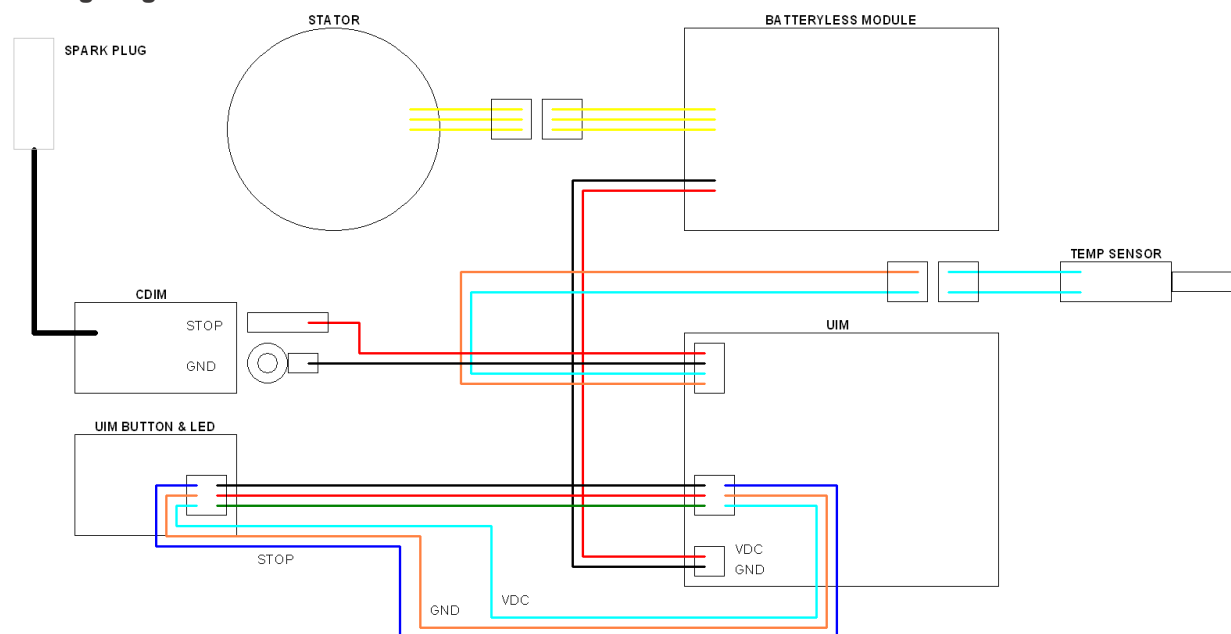 STATOR
BATTERYLESS MODULE
SPARK PLUG
TEMP SENSOR
CDIM
UIM
STOP
GND
UIM BUTTON & LED
VDC
GND
STOP
VDC
GND